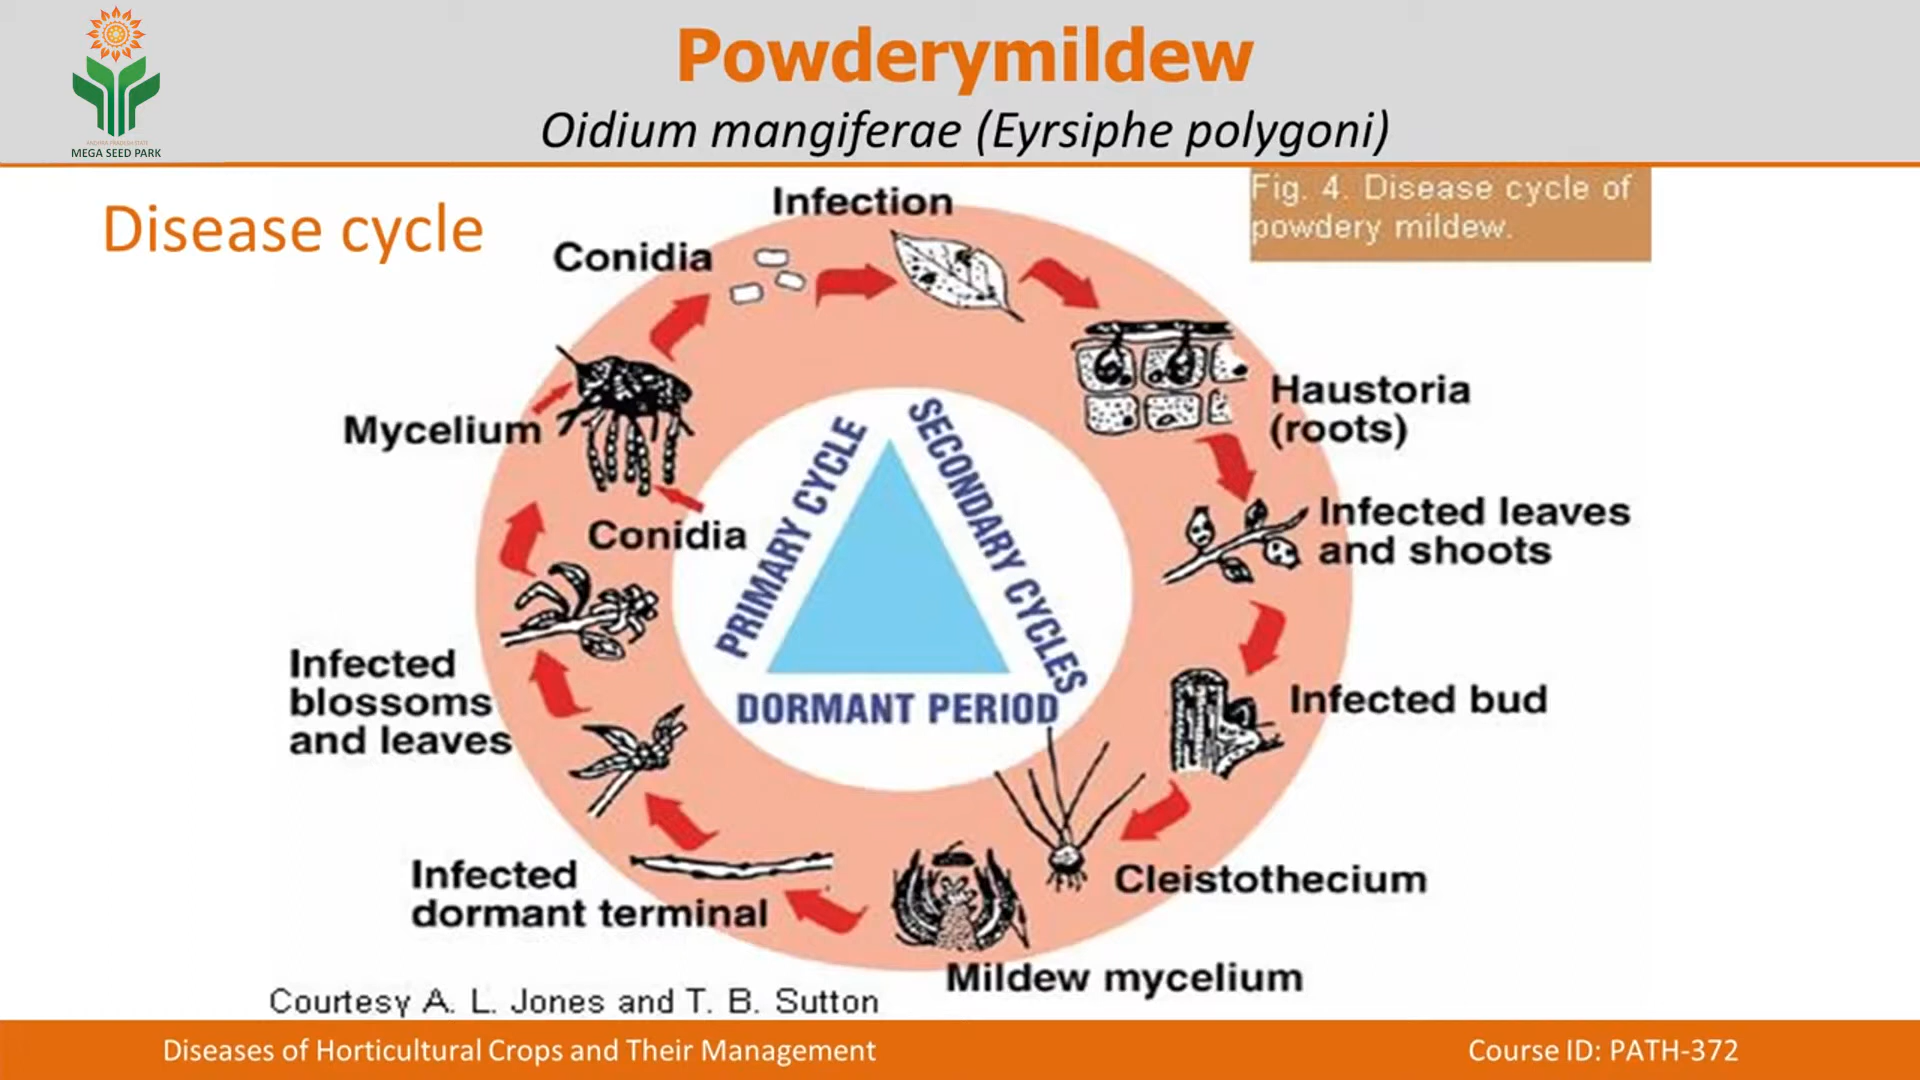 Powderymildew
Oidium mangiferae (Eyrsiphe polygoni)
ANDHRA PRADESH STATE
MEGA SEED PARK
Disease cycle
Fig. 4. Disease cycle of
powdery mildew.
Infection
Conidia
Haustoria
(roots)
Mycelium
Conidia
Infected leaves
and shoots
PRIMARY CYCLE
SECONDARY CYCLES
DORMANT PERIOD
Infected
blossoms
and leaves
Infected bud
Infected
dormant terminal
Cleistothecium
Mildew mycelium
Courtesy A. L. Jones and T. B. Sutton
Diseases of Horticultural Crops and Their Management
Course ID: PATH-372